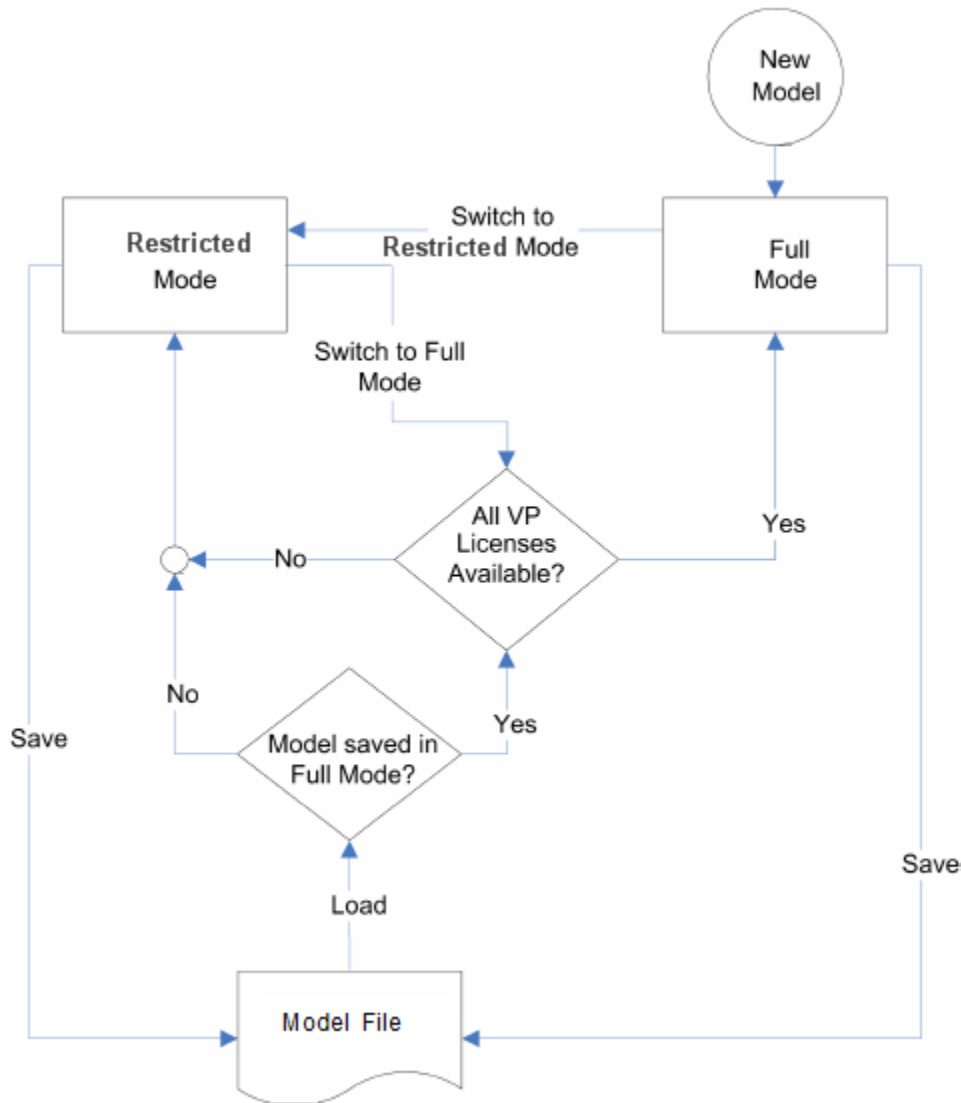 New
Model
Switch to
Restricted Mode
Restricted
Mode
Full
Mode
Switch to Full
Mode
All VP
Licenses
Available?
Yes
No
No
Yes
Model saved in
Full Mode?
Save
Save
Load
Model File